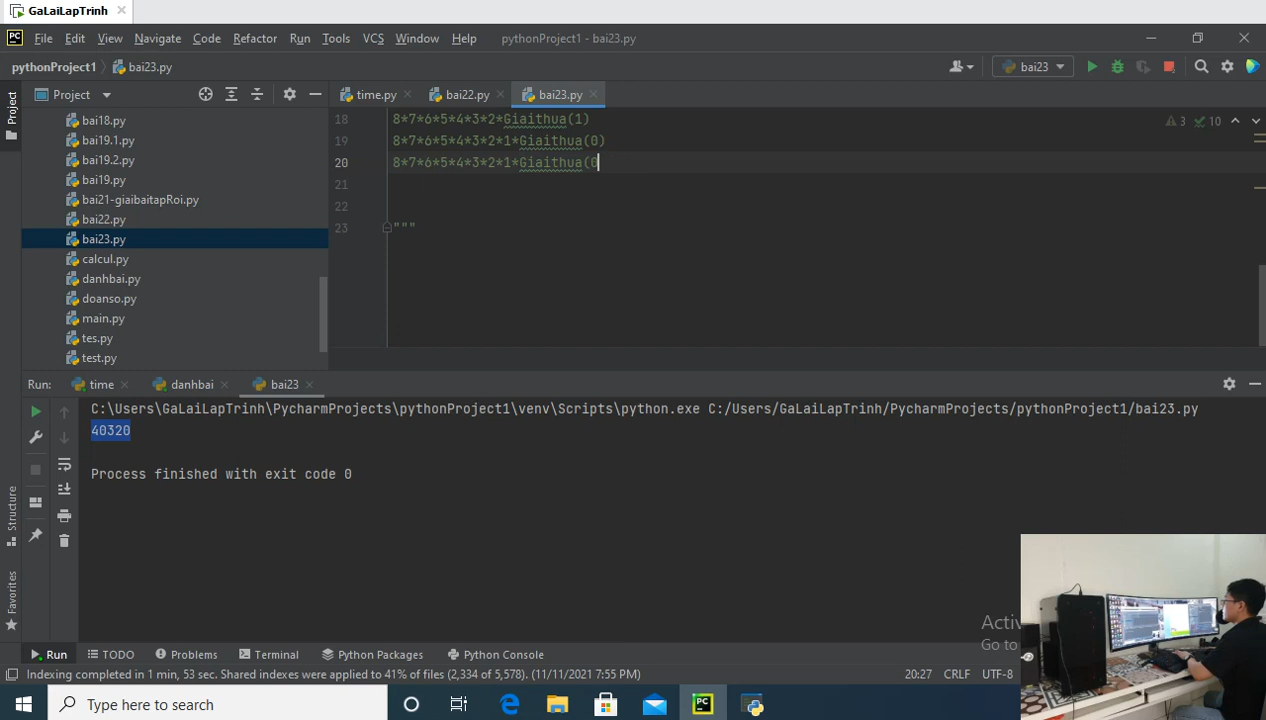 GaLaiLapTrinh
File Edit View Navigate Code Refactor Run Tools VCS Window Help pythonProject1 - bai23.py
pythonProject1 bai23.py bai23
Project time.py bai22.py bai23.py
Project
bai18.py
bai19.1.py
bai19.2.py
bai19.py
bai21-giaibaitapRoi.py
bai22.py
bai23.py
calcul.py
danhbai.py
doanso.py
main.py
tes.py
test.py
18 8*7*6*5*4*3*2*Giaithua(1)
19 8*7*6*5*4*3*2*1*Giaithua(0)
20 8*7*6*5*4*3*2*1*Giaithua(0
21
22
23 """
3 10
Run: time danhbai bai23
C:\Users\GaLaiLapTrinh\PycharmProjects\pythonProject1\venv\Scripts\python.exe C:/Users/GaLaiLapTrinh/PycharmProjects/pythonProject1/bai23.py
40320
Process finished with exit code 0
Structure
Favorites
Activ
Go to
Run TODO Problems Terminal Python Packages Python Console
Indexing completed in 1 min, 53 sec. Shared indexes were applied to 41% of files (2,334 of 5,578). (11/11/2021 7:55 PM) 20:27 CRLF UTF-8
Type here to search